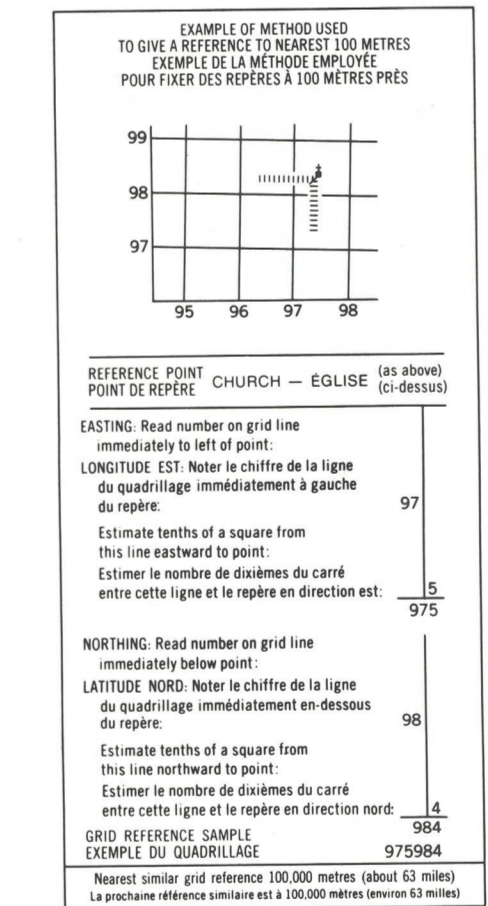 EXAMPLE OF METHOD USED
TO GIVE A REFERENCE TO NEAREST 100 METRES
EXEMPLE DE LA MÉTHODE EMPLOYÉE
POUR FIXER DES REPÈRES À 100 MÈTRES PRÈS
99
98
97
95 96 97 98
REFERENCE POINT
POINT DE REPÈRE
CHURCH — ÉGLISE
(as above)
(ci-dessus)
EASTING: Read number on grid line
immediately to left of point:
LONGITUDE EST: Noter le chiffre de la ligne
du quadrillage immédiatement à gauche
du repère: 97
Estimate tenths of a square from
this line eastward to point:
Estimer le nombre de dixièmes du carré
entre cette ligne et le repère en direction est: 5
975
NORTHING: Read number on grid line
immediately below point:
LATITUDE NORD: Noter le chiffre de la ligne
du quadrillage immédiatement en-dessous
du repère: 98
Estimate tenths of a square from
this line northward to point:
Estimer le nombre de dixièmes du carré
entre cette ligne et le repère en direction nord: 4
984
GRID REFERENCE SAMPLE
EXEMPLE DU QUADRILLAGE 975984
Nearest similar grid reference 100,000 metres (about 63 miles)
La prochaine référence similaire est à 100,000 mètres (environ 63 milles)